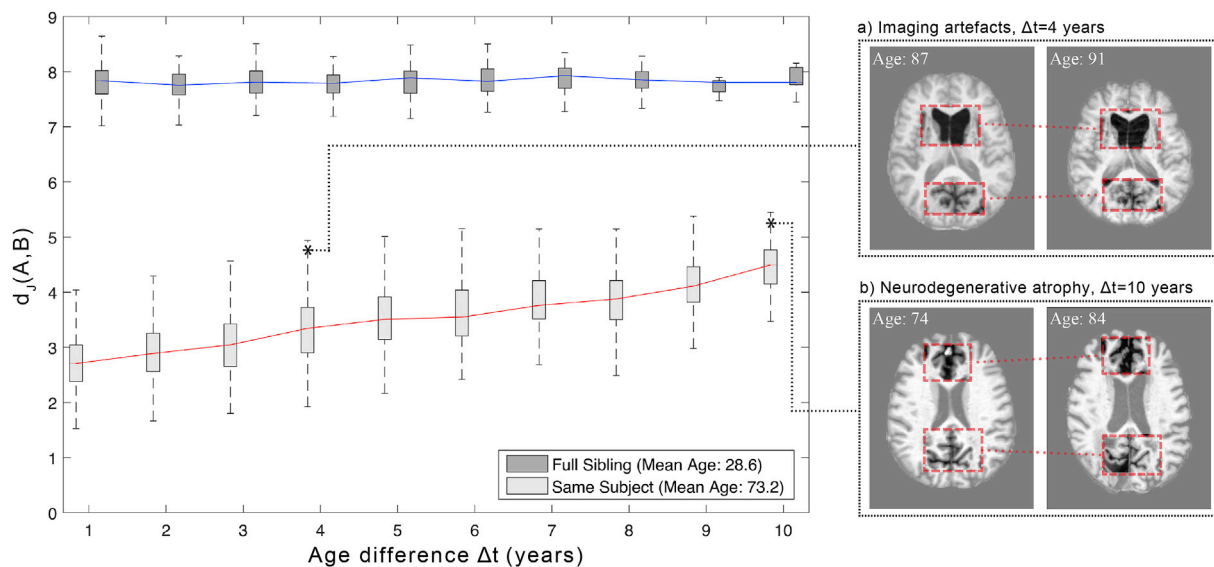 9
8
7
6
5
4
3
2
1
0
d_J(A,B)
1 2 3 4 5 6 7 8 9 10
Age difference Δt (years)
Full Sibling (Mean Age: 28.6)
Same Subject (Mean Age: 73.2)
a) Imaging artefacts, Δt=4 years
Age: 87
Age: 91
b) Neurodegenerative atrophy, Δt=10 years
Age: 74
Age: 84